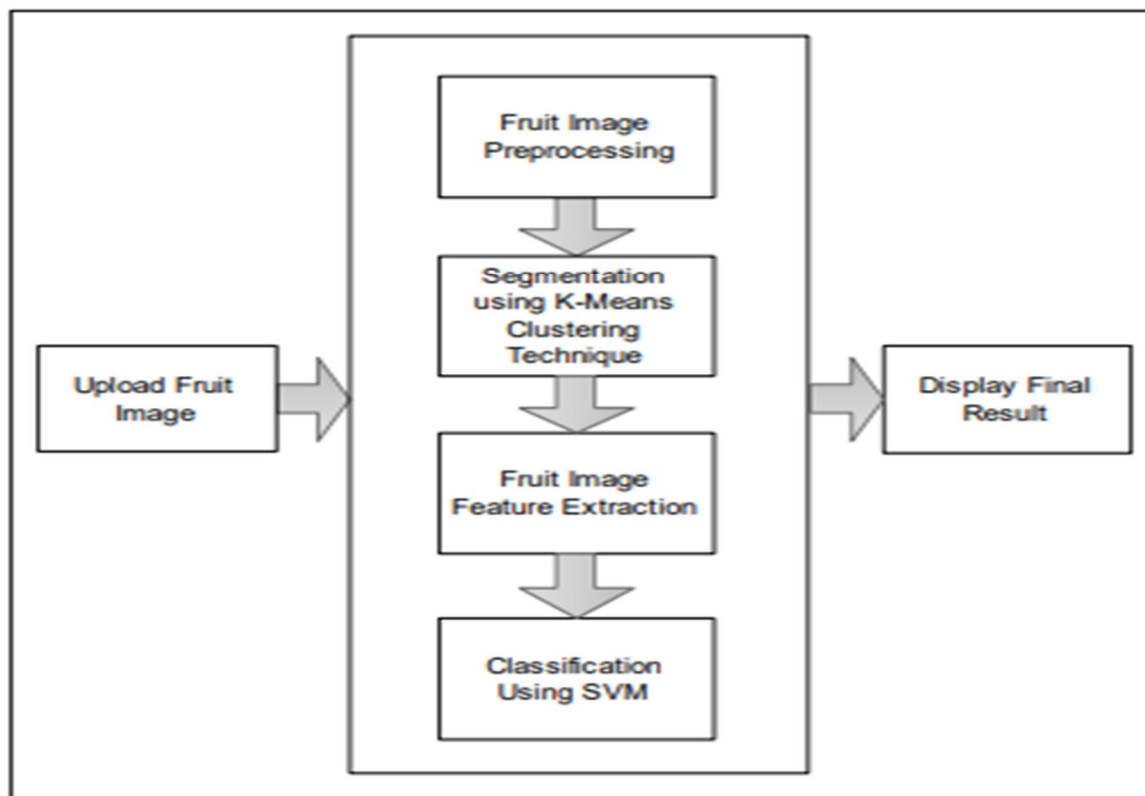 Upload Fruit
Image
Fruit Image
Preprocessing
Segmentation
using K-Means
Clustering
Technique
Fruit Image
Feature Extraction
Classification
Using SVM
Display Final
Result